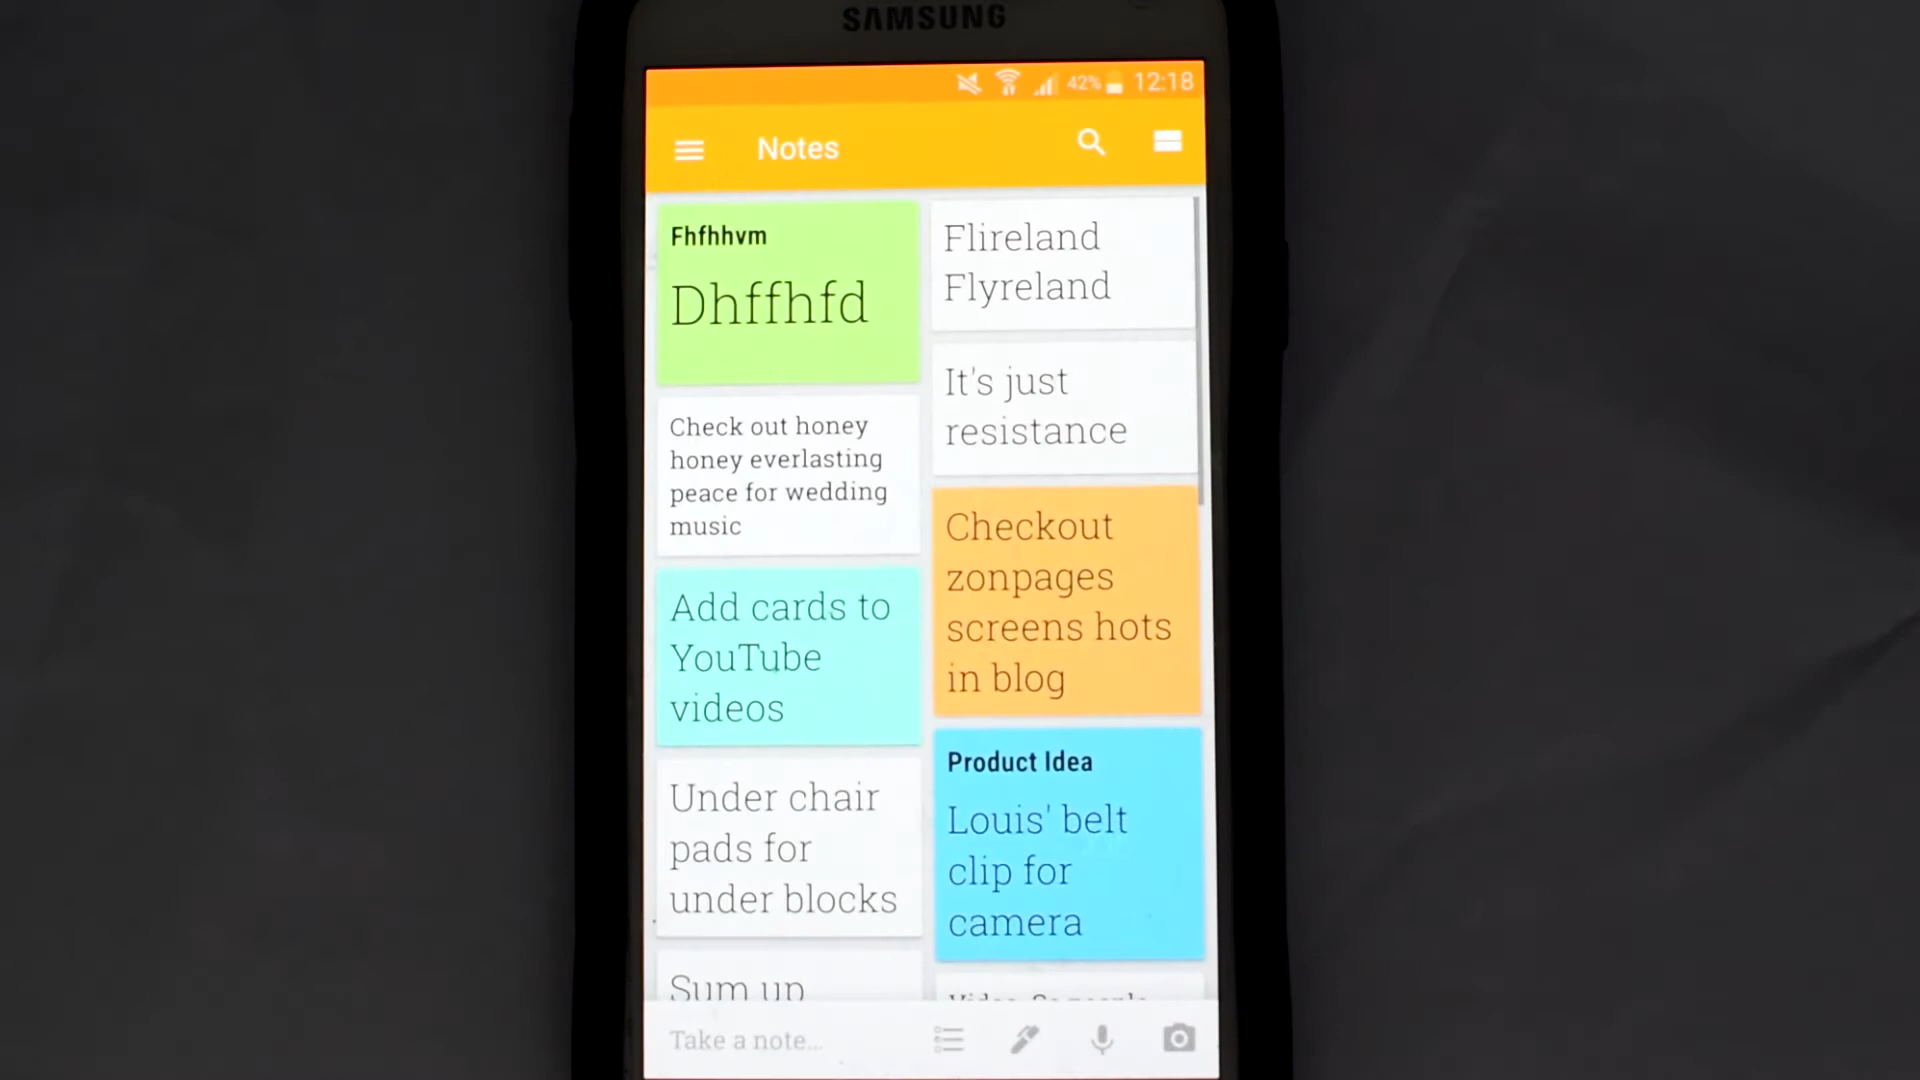 SAMSUNG
42% 12:18
Notes
Fhfhhvm
Dhffhfd
Check out honey
honey everlasting
peace for wedding
music
Add cards to
YouTube
videos
Under chair
pads for
under blocks
Sum up
Flireland
Flyreland
It's just
resistance
Checkout
zonpages
screens hots
in blog
Product Idea
Louis' belt
clip for
camera
Take a note...